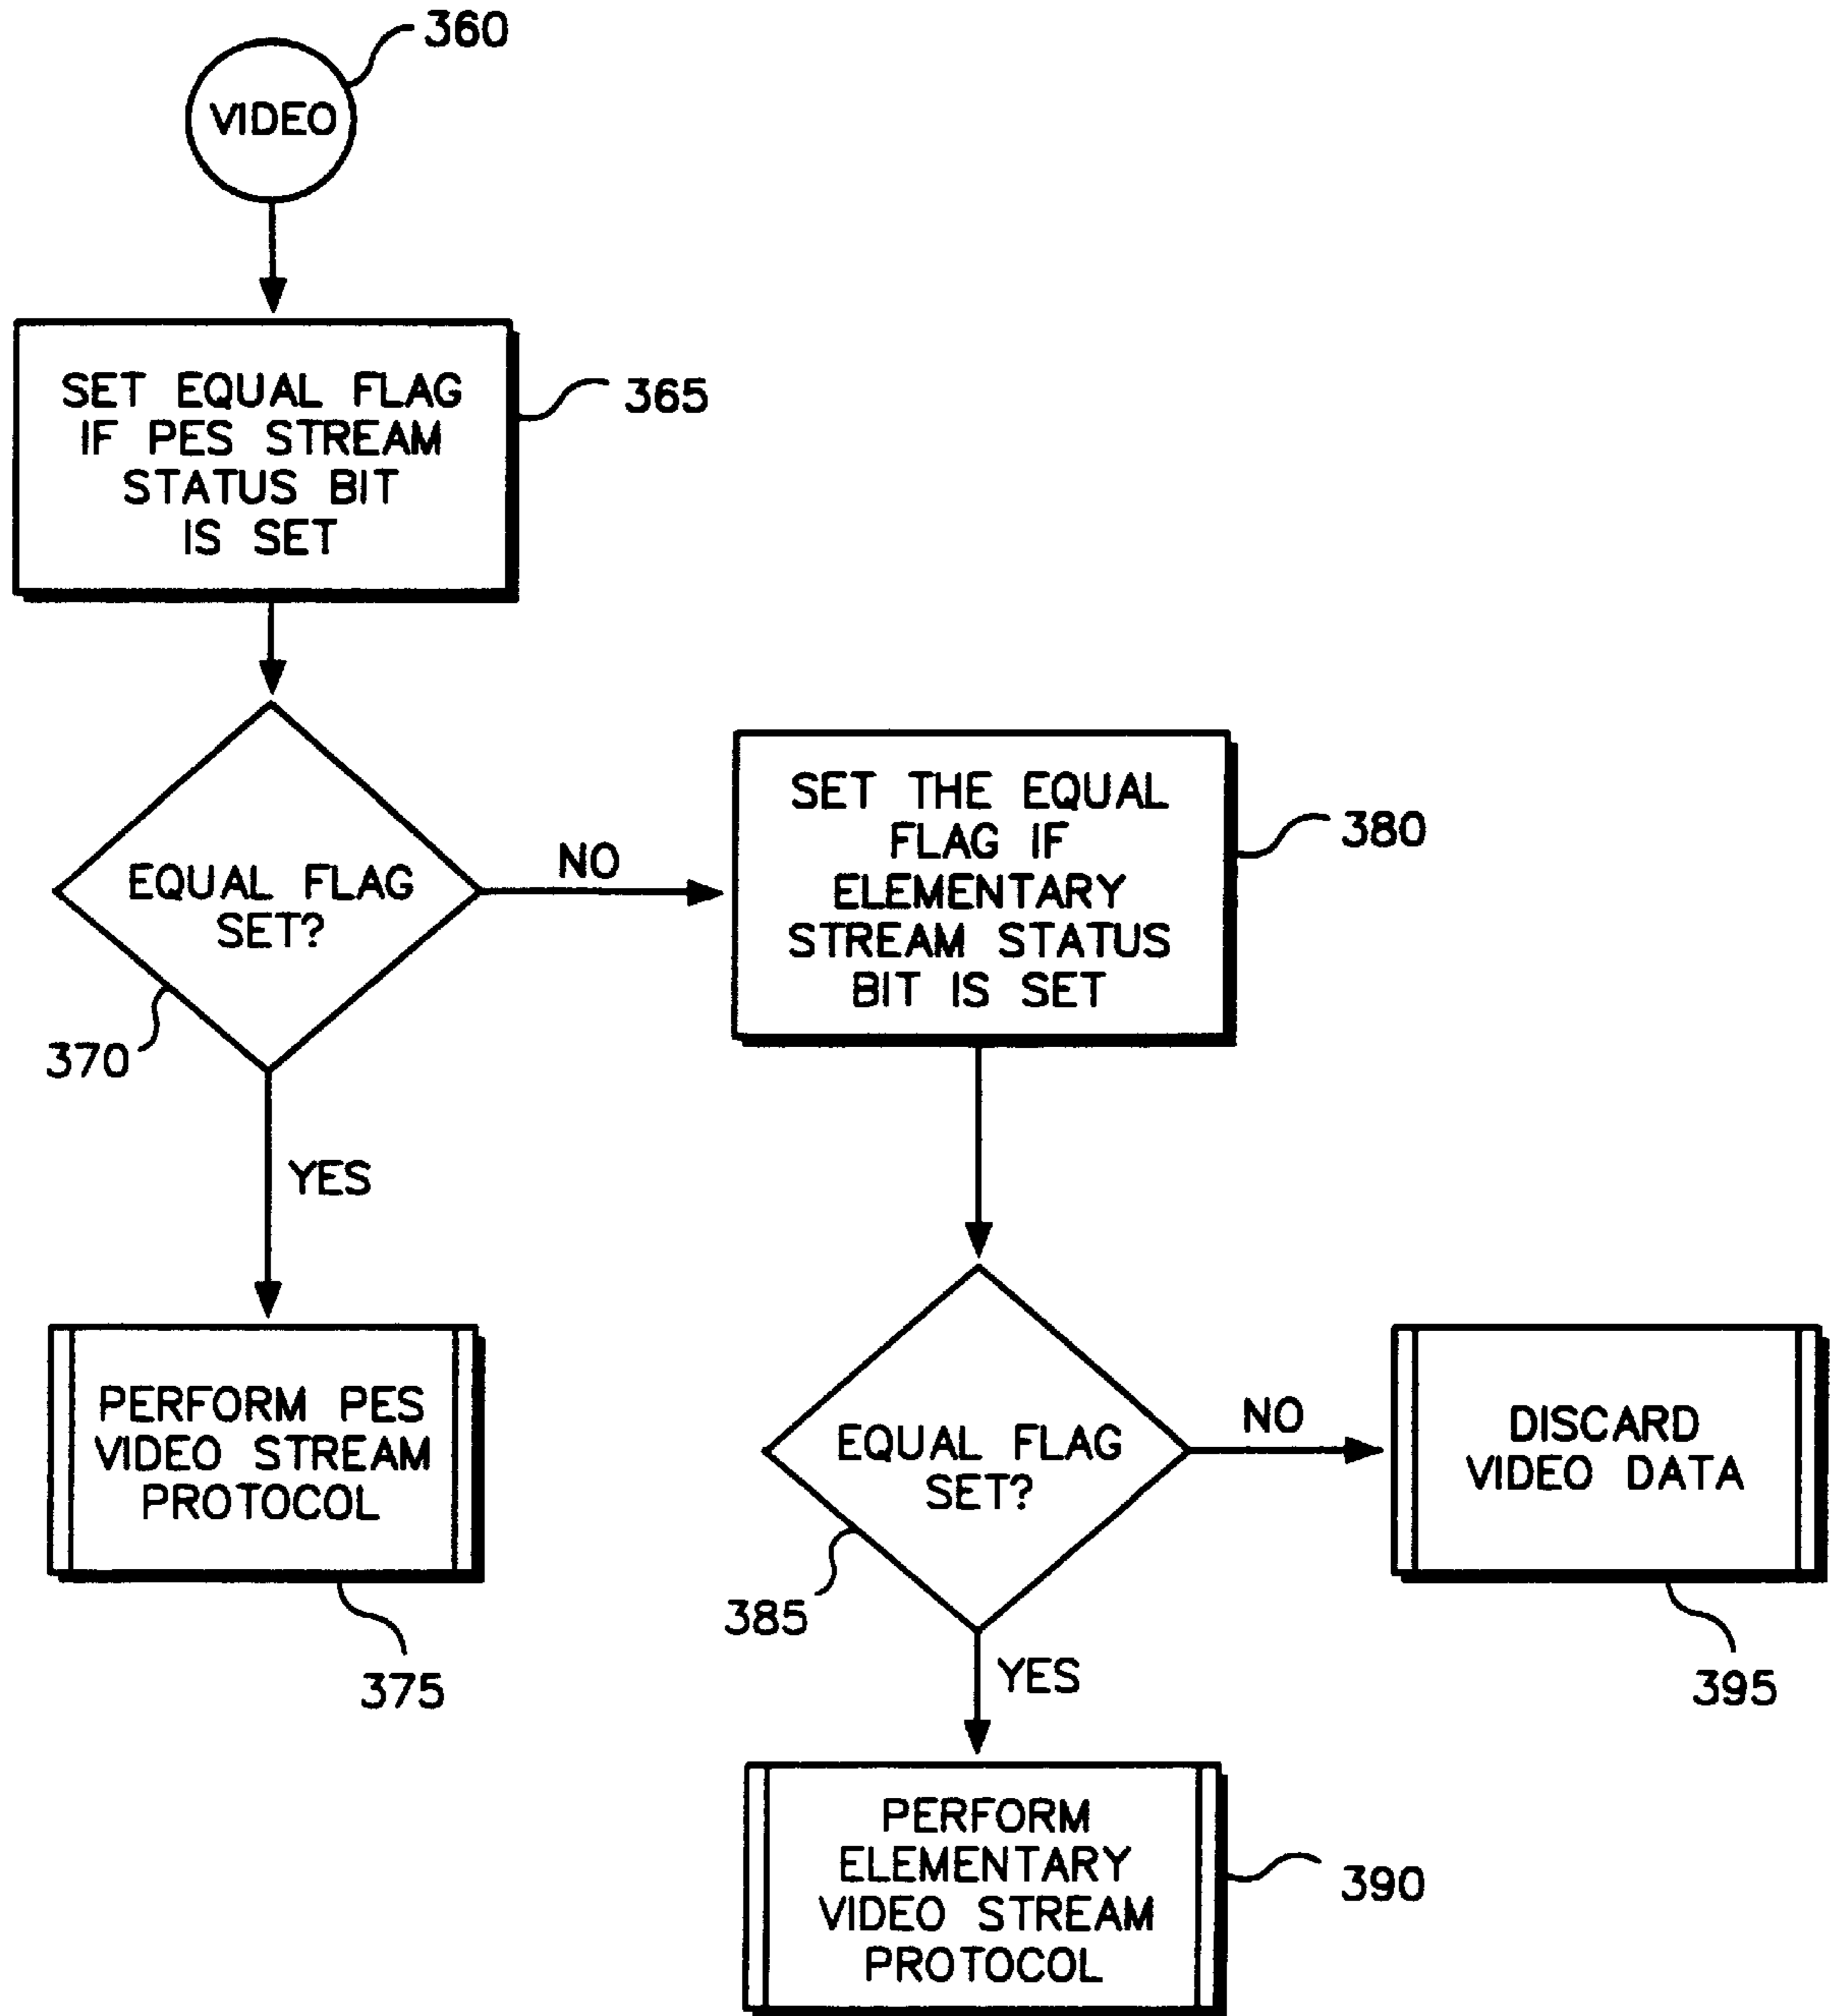 360
VIDEO
SET EQUAL FLAG
IF PES STREAM
STATUS BIT
IS SET
365
EQUAL FLAG
SET?
370
NO
YES
SET THE EQUAL
FLAG IF
ELEMENTARY
STREAM STATUS
BIT IS SET
380
PERFORM PES
VIDEO STREAM
PROTOCOL
375
EQUAL FLAG
SET?
385
NO
YES
DISCARD
VIDEO DATA
395
PERFORM
ELEMENTARY
VIDEO STREAM
PROTOCOL
390